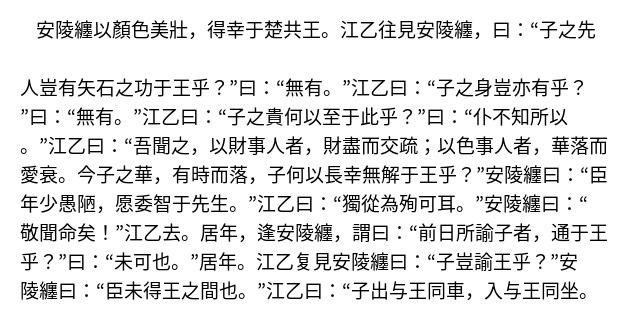 安陵纏以顏色美壯，得幸于楚共王。江乙往見安陵纏，曰：“子之先
人豈有矢石之功于王乎？”曰：“無有。”江乙曰：“子之身豈亦有乎？
”曰：“無有。”江乙曰：“子之貴何以至于此乎？”曰：“仆不知所以
。”江乙曰：“吾聞之，以財事人者，財盡而交疏；以色事人者，華落而
愛衰。今子之華，有時而落，子何以長幸無解于王乎？”安陵纏曰：“臣
年少愚陋，愿委智于先生。”江乙曰：“獨從為殉可耳。”安陵纏曰：“
敬聞命矣！”江乙去。居年，逢安陵纏，謂曰：“前日所諭子者，通于王
乎？”曰：“未可也。”居年。江乙复見安陵纏曰：“子豈諭王乎？”安
陵纏曰：“臣未得王之間也。”江乙曰：“子出与王同車，入与王同坐。